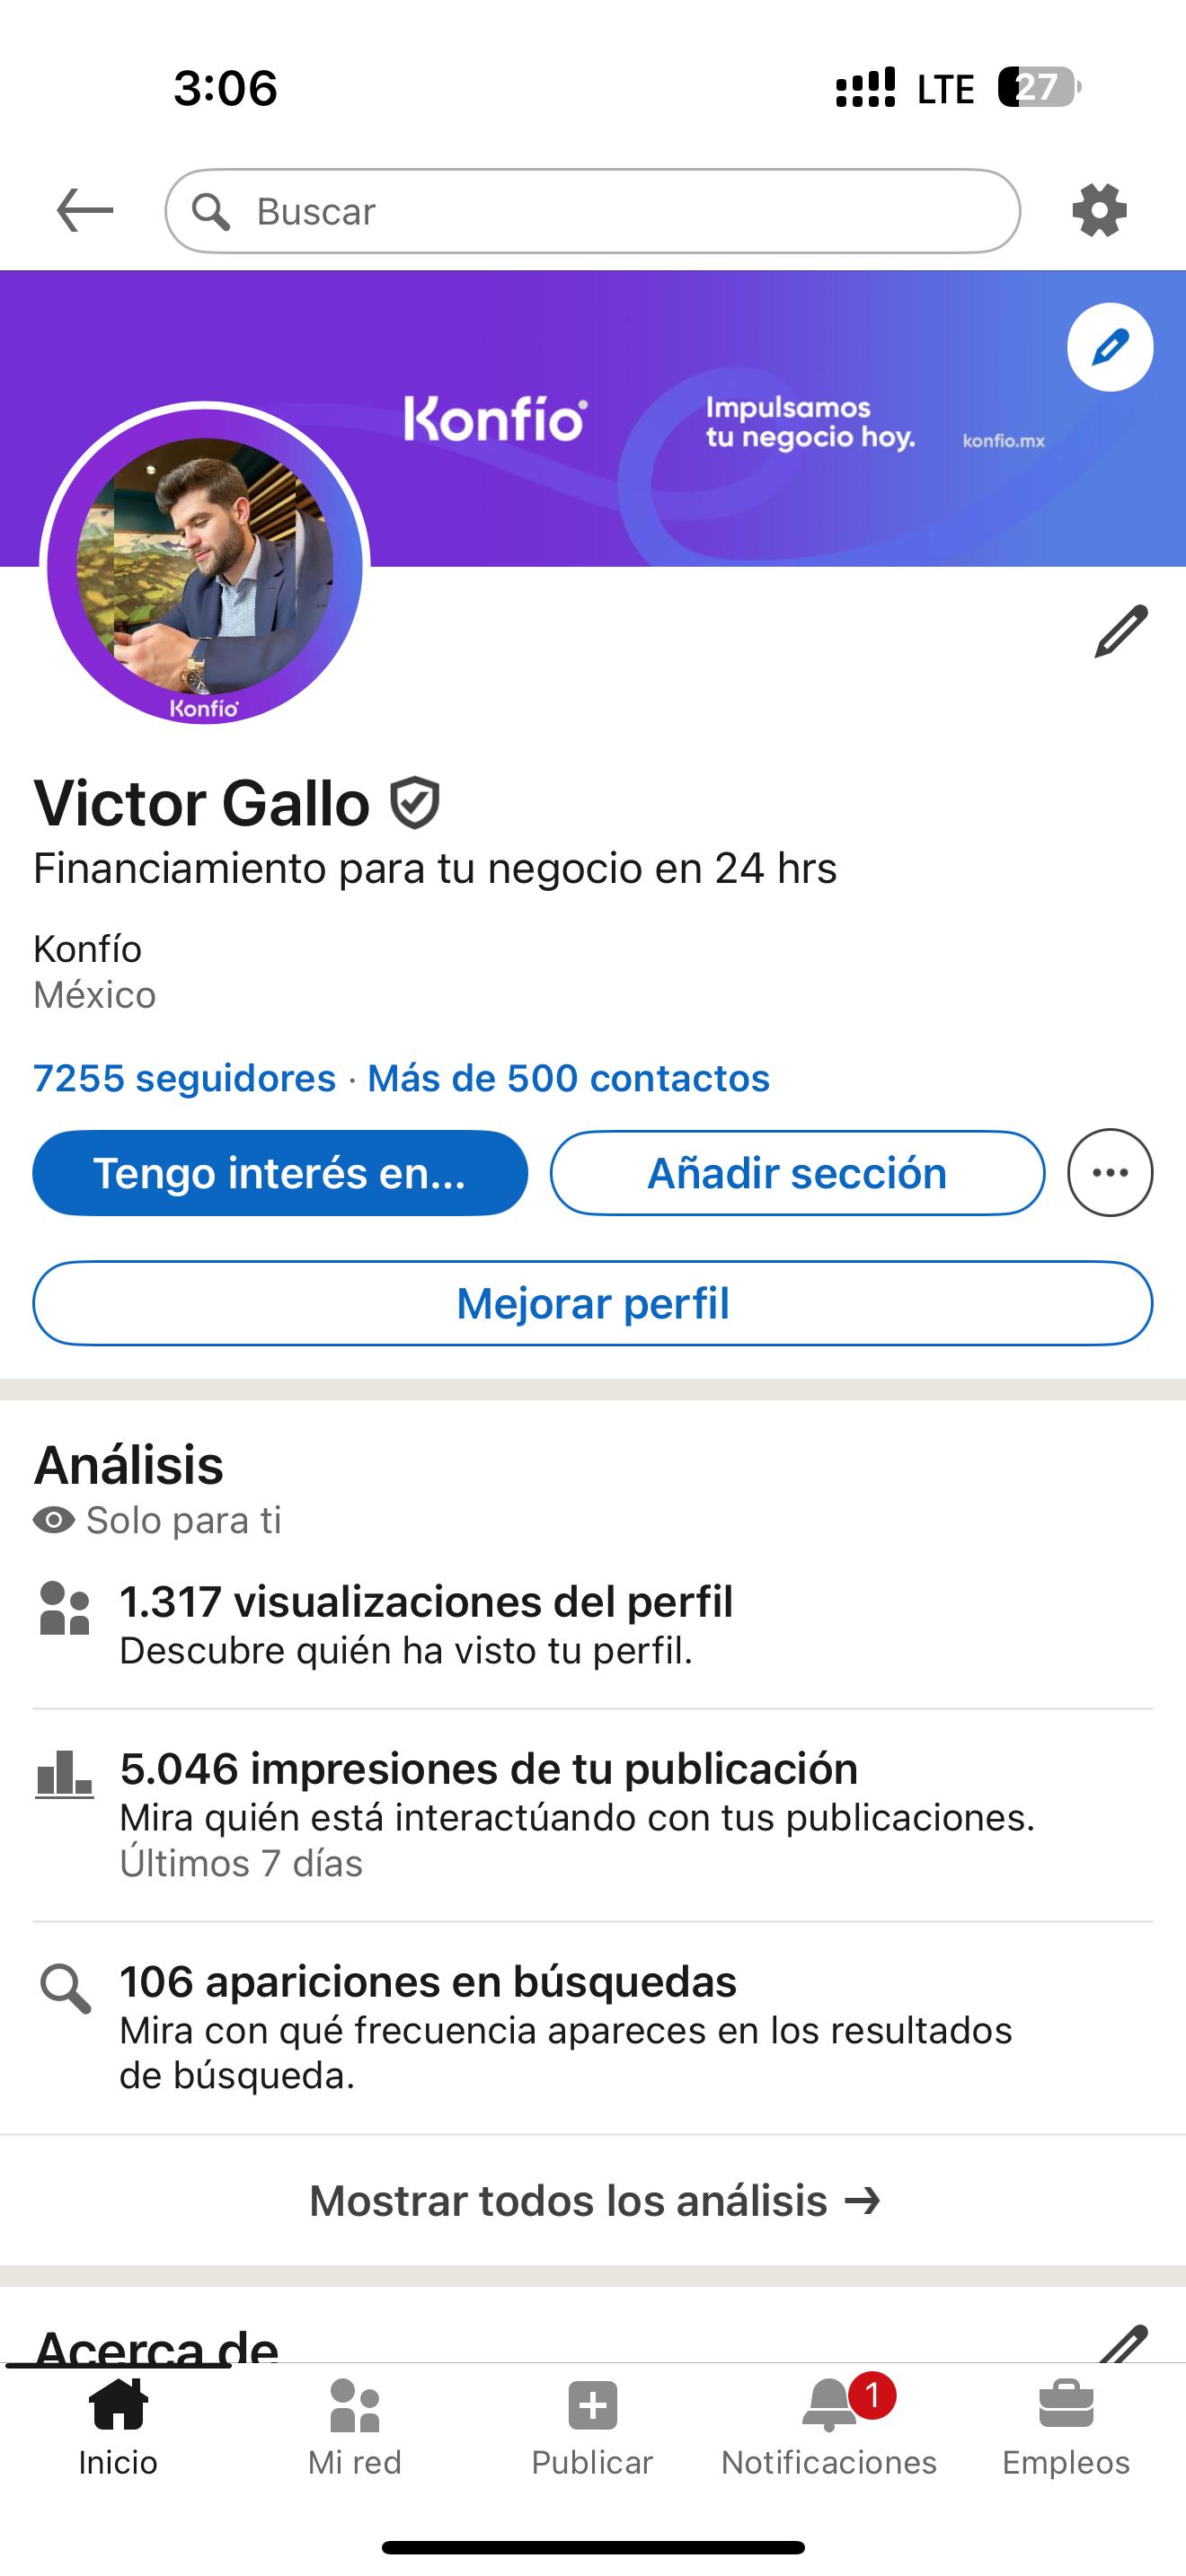 3:06
LTE
27
Buscar
Konfío
Impulsamos
tu negocio hoy.
konfio.mx
Konfío
Victor Gallo
Financiamiento para tu negocio en 24 hrs
Konfío
México
7255 seguidores · Más de 500 contactos
Tengo interés en...
Añadir sección
Mejorar perfil
Análisis
Solo para ti
1.317 visualizaciones del perfil
Descubre quién ha visto tu perfil.
5.046 impresiones de tu publicación
Mira quién está interactúando con tus publicaciones.
Últimos 7 días
106 apariciones en búsquedas
Mira con qué frecuencia apareces en los resultados
de búsqueda.
Mostrar todos los análisis →
Acerca de
1
Inicio
Mi red
Publicar
Notificaciones
Empleos